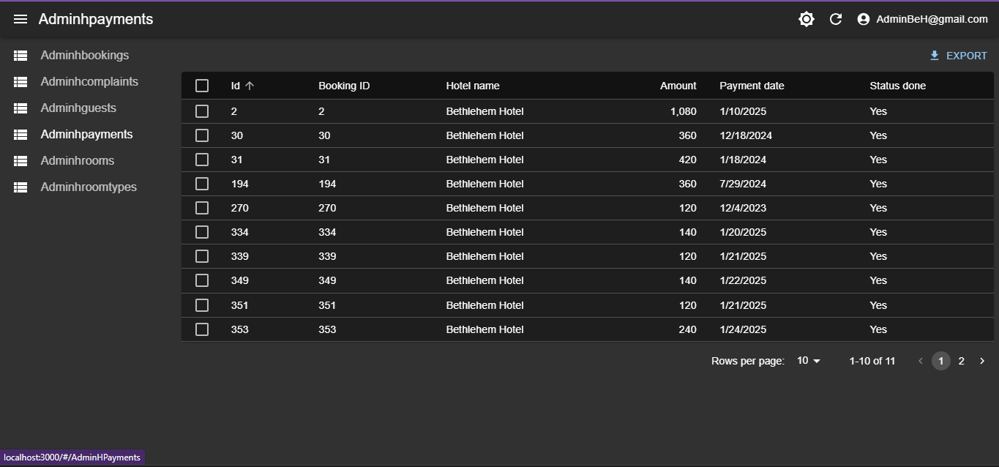 Adminhpayments AdminBeH@gmail.com
Adminhbookings
Adminhcomplaints
Adminhguests
Adminhpayments
Adminhrooms
Adminhroomtypes
EXPORT
Id Booking ID Hotel name Amount Payment date Status done
2 2 Bethlehem Hotel 1,080 1/10/2025 Yes
30 30 Bethlehem Hotel 360 12/18/2024 Yes
31 31 Bethlehem Hotel 420 1/18/2024 Yes
194 194 Bethlehem Hotel 360 7/29/2024 Yes
270 270 Bethlehem Hotel 120 12/4/2023 Yes
334 334 Bethlehem Hotel 140 1/20/2025 Yes
339 339 Bethlehem Hotel 120 1/21/2025 Yes
349 349 Bethlehem Hotel 140 1/22/2025 Yes
351 351 Bethlehem Hotel 120 1/21/2025 Yes
353 353 Bethlehem Hotel 240 1/24/2025 Yes
Rows per page: 10 1-10 of 11 1 2
localhost:3000/#/AdminHPayments